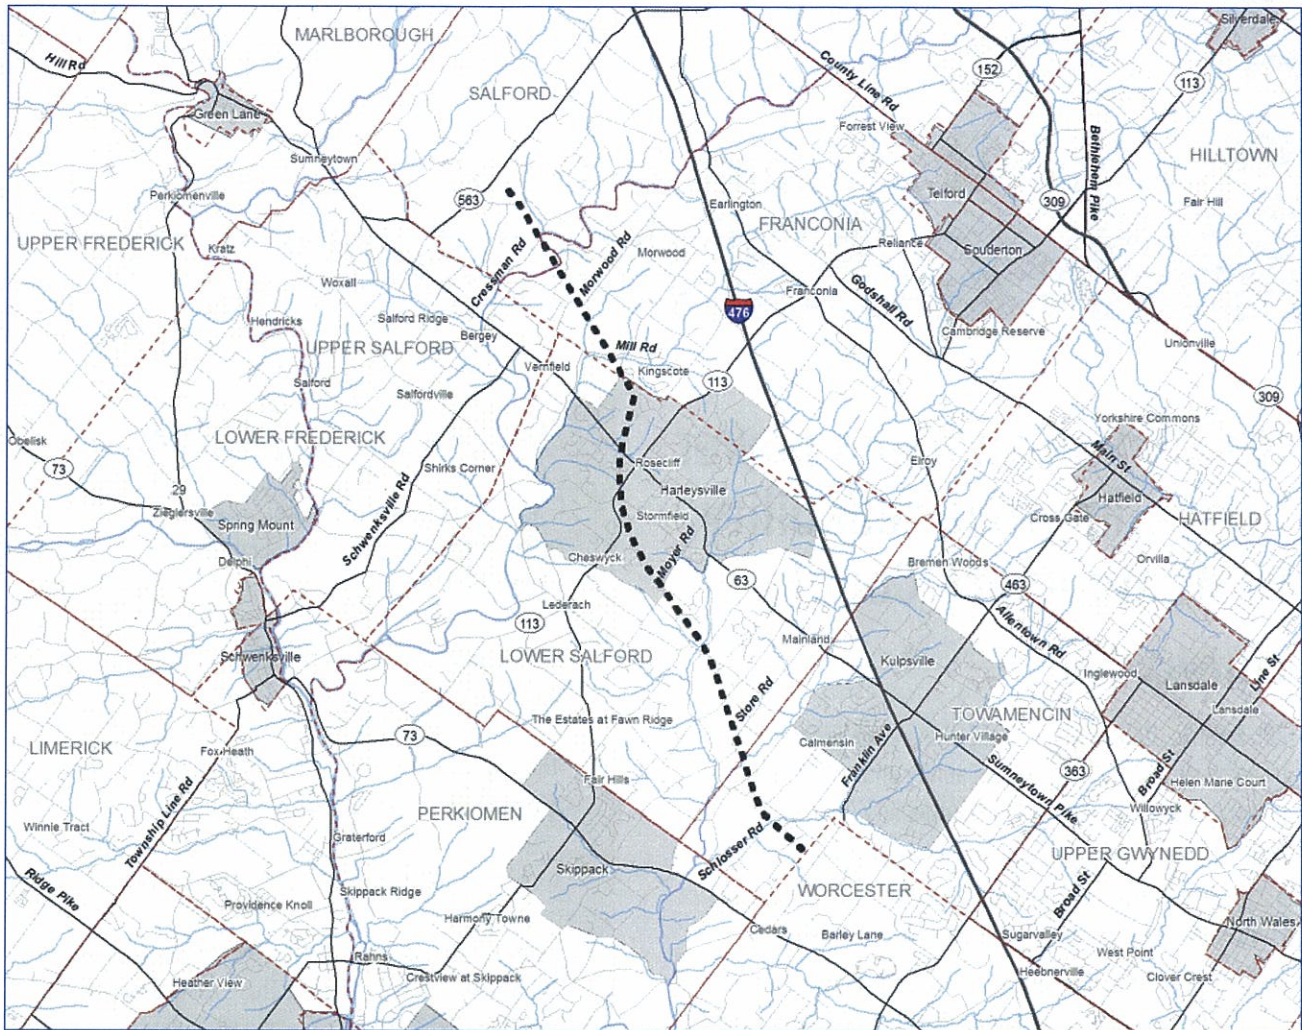 Silverdale
MARLBOROUGH
Hill Rd
152
County Line Rd
113
SALFORD
Green Lane
Forrest View
Bethlehem Pike
HILLTOWN
Sumneytown
Perkiomenville
563
Telford
309
Fair Hill
Earlington
FRANCONIA
UPPER FREDERICK
Kratz
Cressman Rd
Morwood Rd
Morwood
Reliance
Souderton
Woxall
Franconia
Godshall Rd
476
Hendricks
Salford Ridge
Bergey
Cambridge Reserve
UPPER SALFORD
Mill Rd
Unionville
Vernfield
Kingscote
Salford
Salfordville
113
309
Yorkshire Commons
LOWER FREDERICK
Obelisk
73
Shirks Corner
Rosecliff
Elroy
Main St
29
Harleysville
Hatfield
Zieglersville
Spring Mount
Schwenksville Rd
Stormfield
Cross Gate
HATFIELD
Delphi
Cheswyck
Moyer Rd
Bremen Woods
Orvilla
63
463
Lederach
113
Allentown Rd
Mainland
Schwenksville
LOWER SALFORD
Kulpsville
Inglewood
Lansdale
Line St
Store Rd
The Estates at Fawn Ridge
TOWAMENCIN
Lansdale
LIMERICK
73
Fox Heath
Calmensin
Hunter Village
Franklin Ave
363
Broad St
Fair Hills
Sumneytown Pike
Helen Marie Court
Township Line Rd
PERKIOMEN
Willowyck
Winnie Tract
Graterford
Schlosser Rd
UPPER GWYNEDD
Ridge Pike
Skippack
WORCESTER
Broad St
Skippack Ridge
Providence Knoll
Harmony Towne
North Wales
Cedars
Barley Lane
Sugarvalley
West Point
Rahns
Heebnerville
Heather View
Crestview at Skippack
Clover Crest